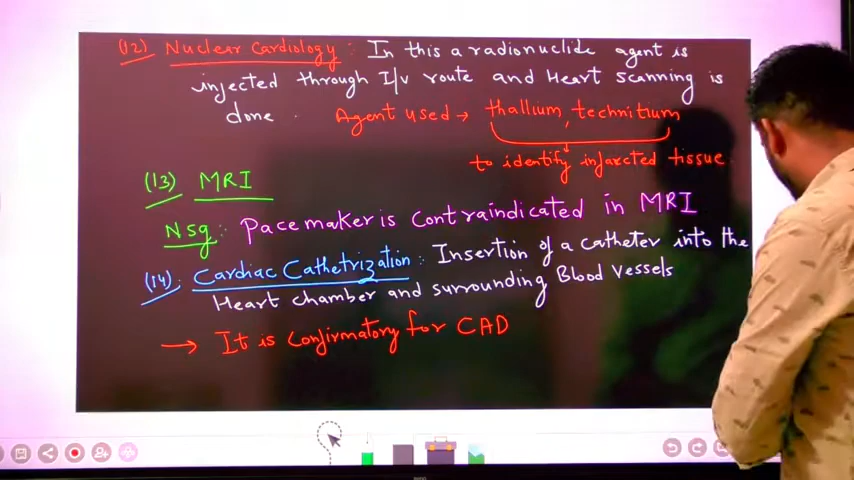 (12) Nuclear Cardiology : In this a radionuclide agent is
injected through I/v route and Heart scanning is
done . Agent used → thallium, technitium
to identify infarcted tissue.
(13) MRI
Nsg : Pacemaker is contraindicated in MRI
(14). Cardiac Cathetrization : Insertion of a catheter into the
Heart chamber and surrounding Blood vessels
→ It is confirmatory for CAD